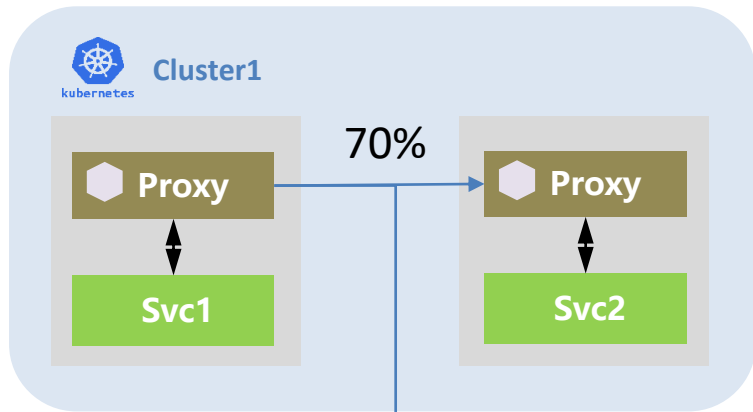 Cluster1
kubernetes
70%
Proxy
Proxy
Svc1
Svc2